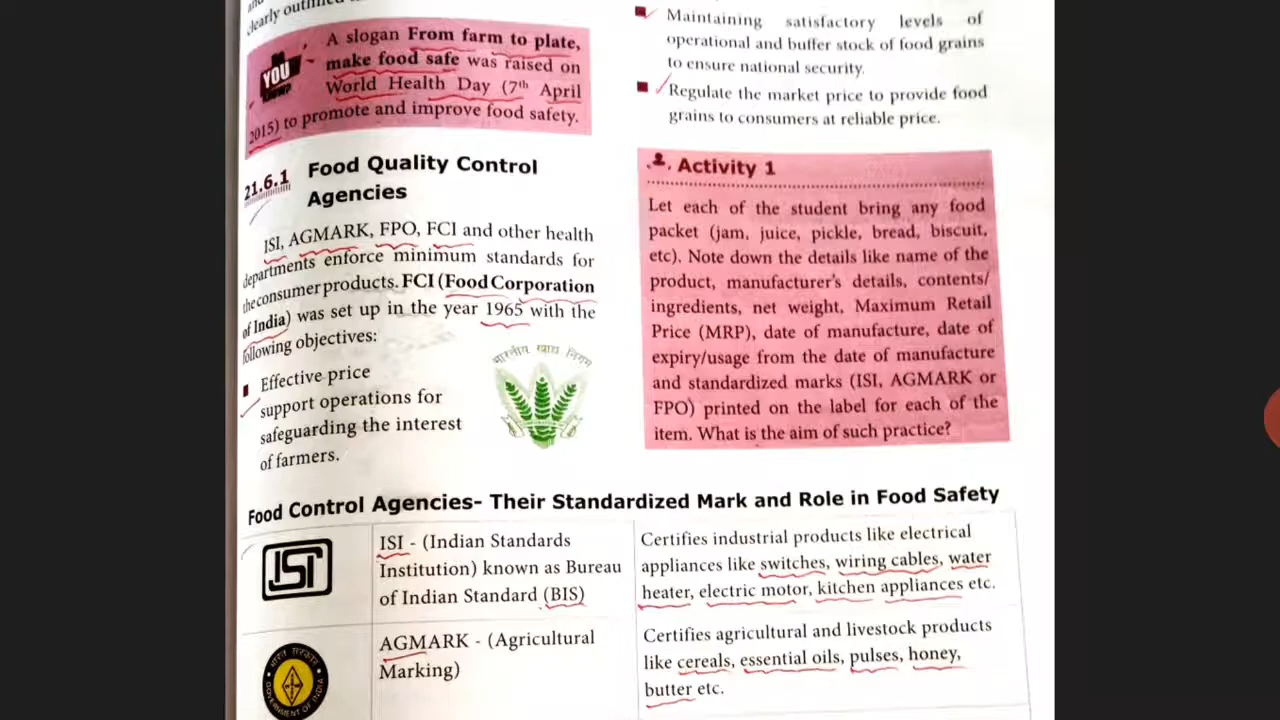 clearly outlined
A slogan From farm to plate,
make food safe was raised on
World Health Day (7th April
2015) to promote and improve food safety.
YOU
21.6.1 Food Quality Control
Agencies
ISI, AGMARK, FPO, FCI and other health
departments enforce minimum standards for
the consumer products. FCI (Food Corporation
of India) was set up in the year 1965 with the
following objectives:
Effective price
support operations for
safeguarding the interest
of farmers.
भारतीय खाद्य निगम
Maintaining satisfactory levels of
operational and buffer stock of food grains
to ensure national security.
Regulate the market price to provide food
grains to consumers at reliable price.
Activity 1
Let each of the student bring any food
packet (jam, juice, pickle, bread, biscuit,
etc). Note down the details like name of the
product, manufacturer's details, contents/
ingredients, net weight, Maximum Retail
Price (MRP), date of manufacture, date of
expiry/usage from the date of manufacture
and standardized marks (ISI, AGMARK or
FPO) printed on the label for each of the
item. What is the aim of such practice?
Food Control Agencies- Their Standardized Mark and Role in Food Safety
ISI
ISI - (Indian Standards
Institution) known as Bureau
of Indian Standard (BIS)
Certifies industrial products like electrical
appliances like switches, wiring cables, water
heater, electric motor, kitchen appliances etc.
भारत सरकार
GOVERNMENT OF INDIA
AGMARK - (Agricultural
Marking)
Certifies agricultural and livestock products
like cereals, essential oils, pulses, honey,
butter etc.